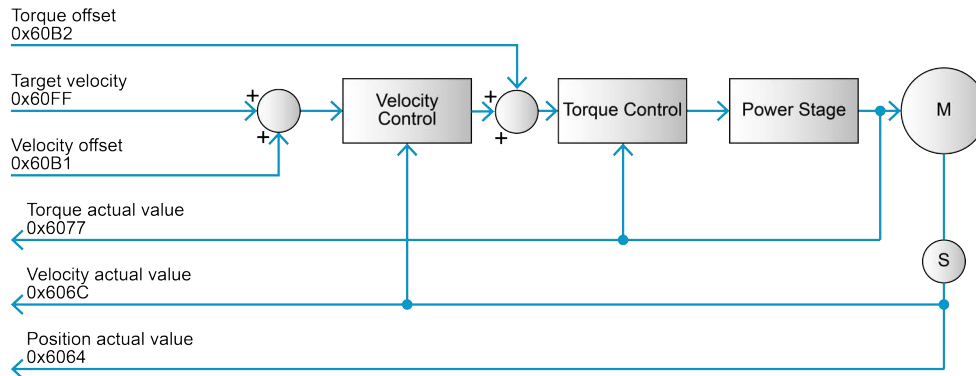 Torque offset
0x60B2
Target velocity
0x60FF
Velocity offset
0x60B1
+
+
Velocity
Control
+
+
Torque Control
Power Stage
M
Torque actual value
0x6077
S
Velocity actual value
0x606C
Position actual value
0x6064